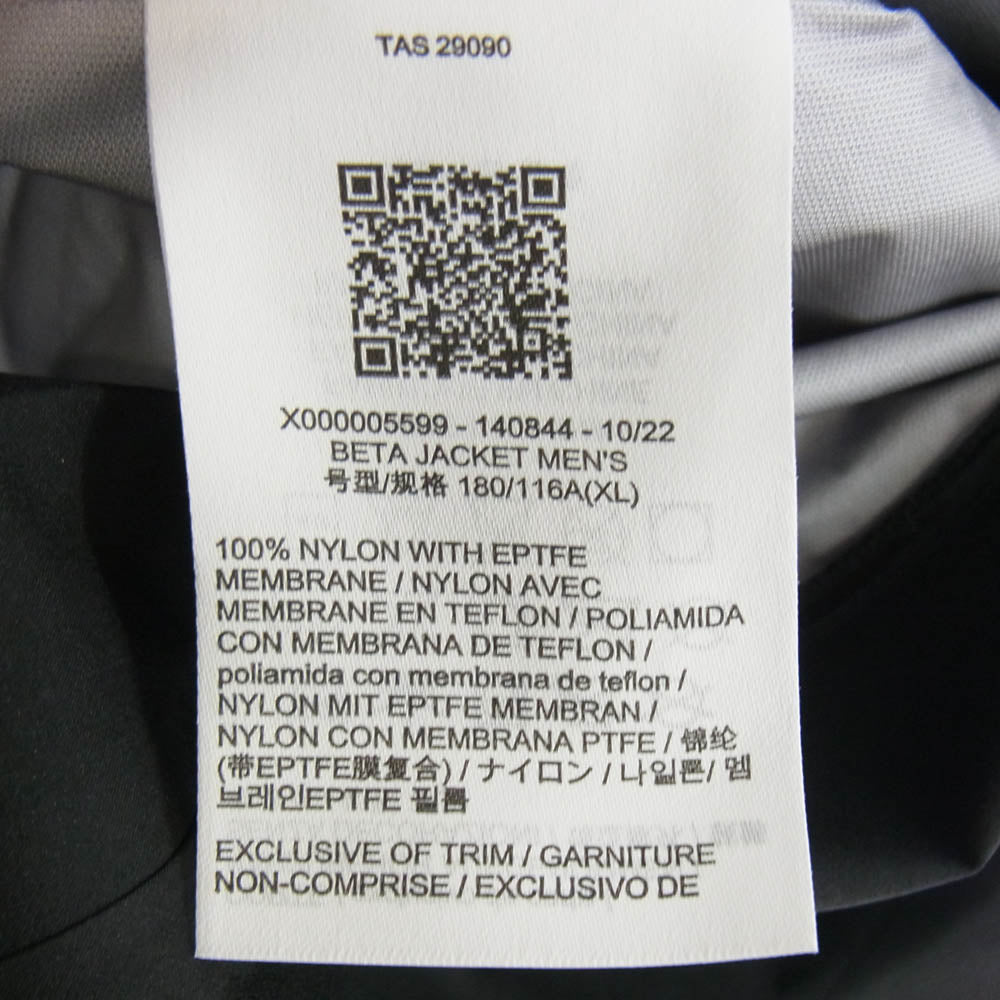 TAS 29090
X000005599 - 140844 - 10/22
BETA JACKET MEN'S
号型/规格 180/116A(XL)
100% NYLON WITH EPTFE
MEMBRANE / NYLON AVEC
MEMBRANE EN TEFLON / POLIAMIDA
CON MEMBRANA DE TEFLON /
poliamida con membrana de teflon /
NYLON MIT EPTFE MEMBRAN /
NYLON CON MEMBRANA PTFE / 锦纶
(带EPTFE膜复合) / ナイロン / 나일론/ 멤
브레인EPTFE 필름
EXCLUSIVE OF TRIM / GARNITURE
NON-COMPRISE / EXCLUSIVO DE